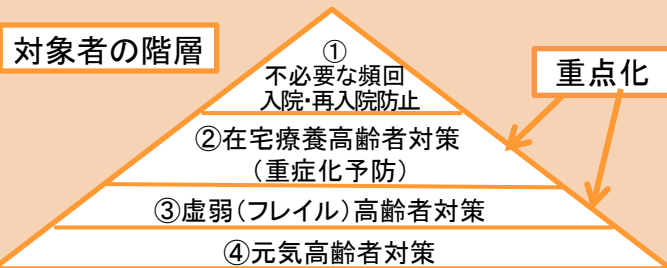 対象者の階層
①
不必要な頻回
入院・再入院防止
重点化
②在宅療養高齢者対策
（重症化予防）
③虚弱（フレイル）高齢者対策
④元気高齢者対策